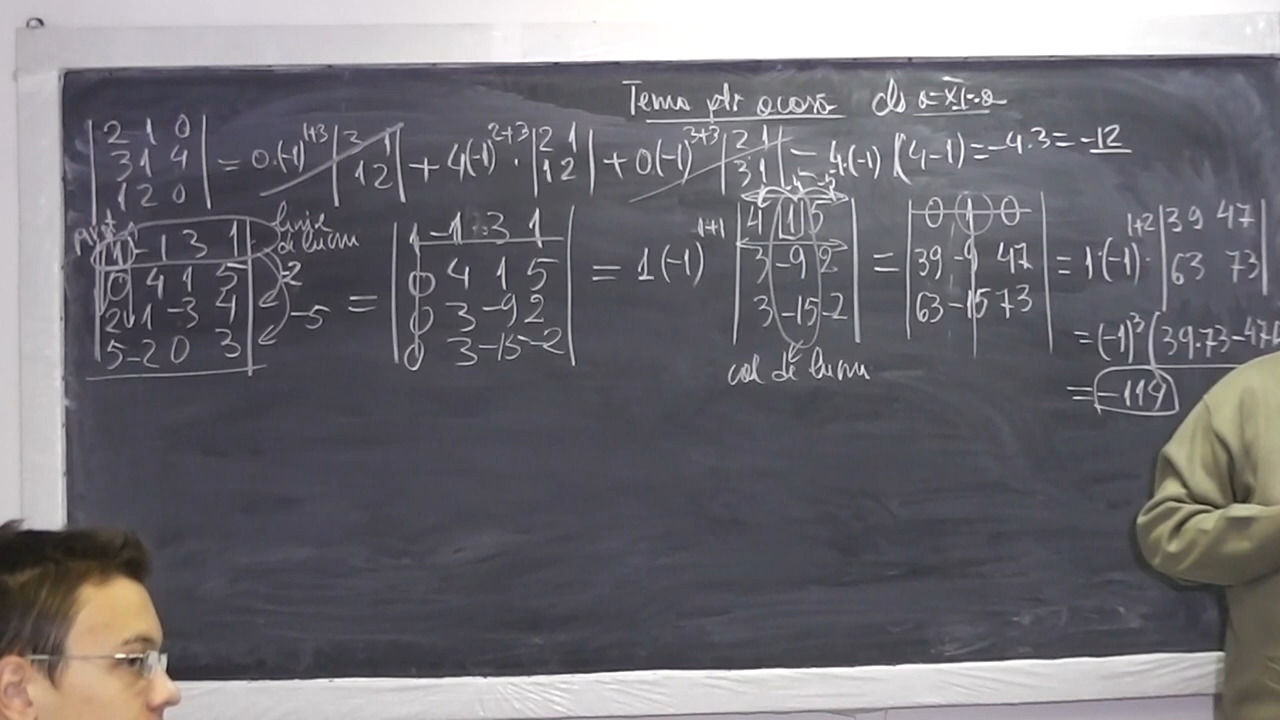 Temă ptr acasă cls a-XI-a
|2 1 0; 3 1 4; 1 2 0| = 0·(-1)^{1+3} |3 1; 1 2| + 4(-1)^{2+3}·|2 1; 1 2| + 0(-1)^{3+3} |2 1; 3 1| = 4·(-1)(4-1) = -4·3 = -12
linie de lucru
|1 -1 3 1; 0 4 1 5; 2 1 -3 4; 5 -2 0 3| -2 -5 = |1 -1 3 1; 0 4 1 5; 0 3 -9 2; 0 3 -15 -2| = 1(-1)^{1+1} |4 1 5; 3 -9 2; 3 -15 -2| = |0 1 0; 39 -9 47; 63 -15 73| = 1·(-1)^{1+2}·|39 47; 63 73|
= (-1)^3 (39·73-47
col de lucru
= -114